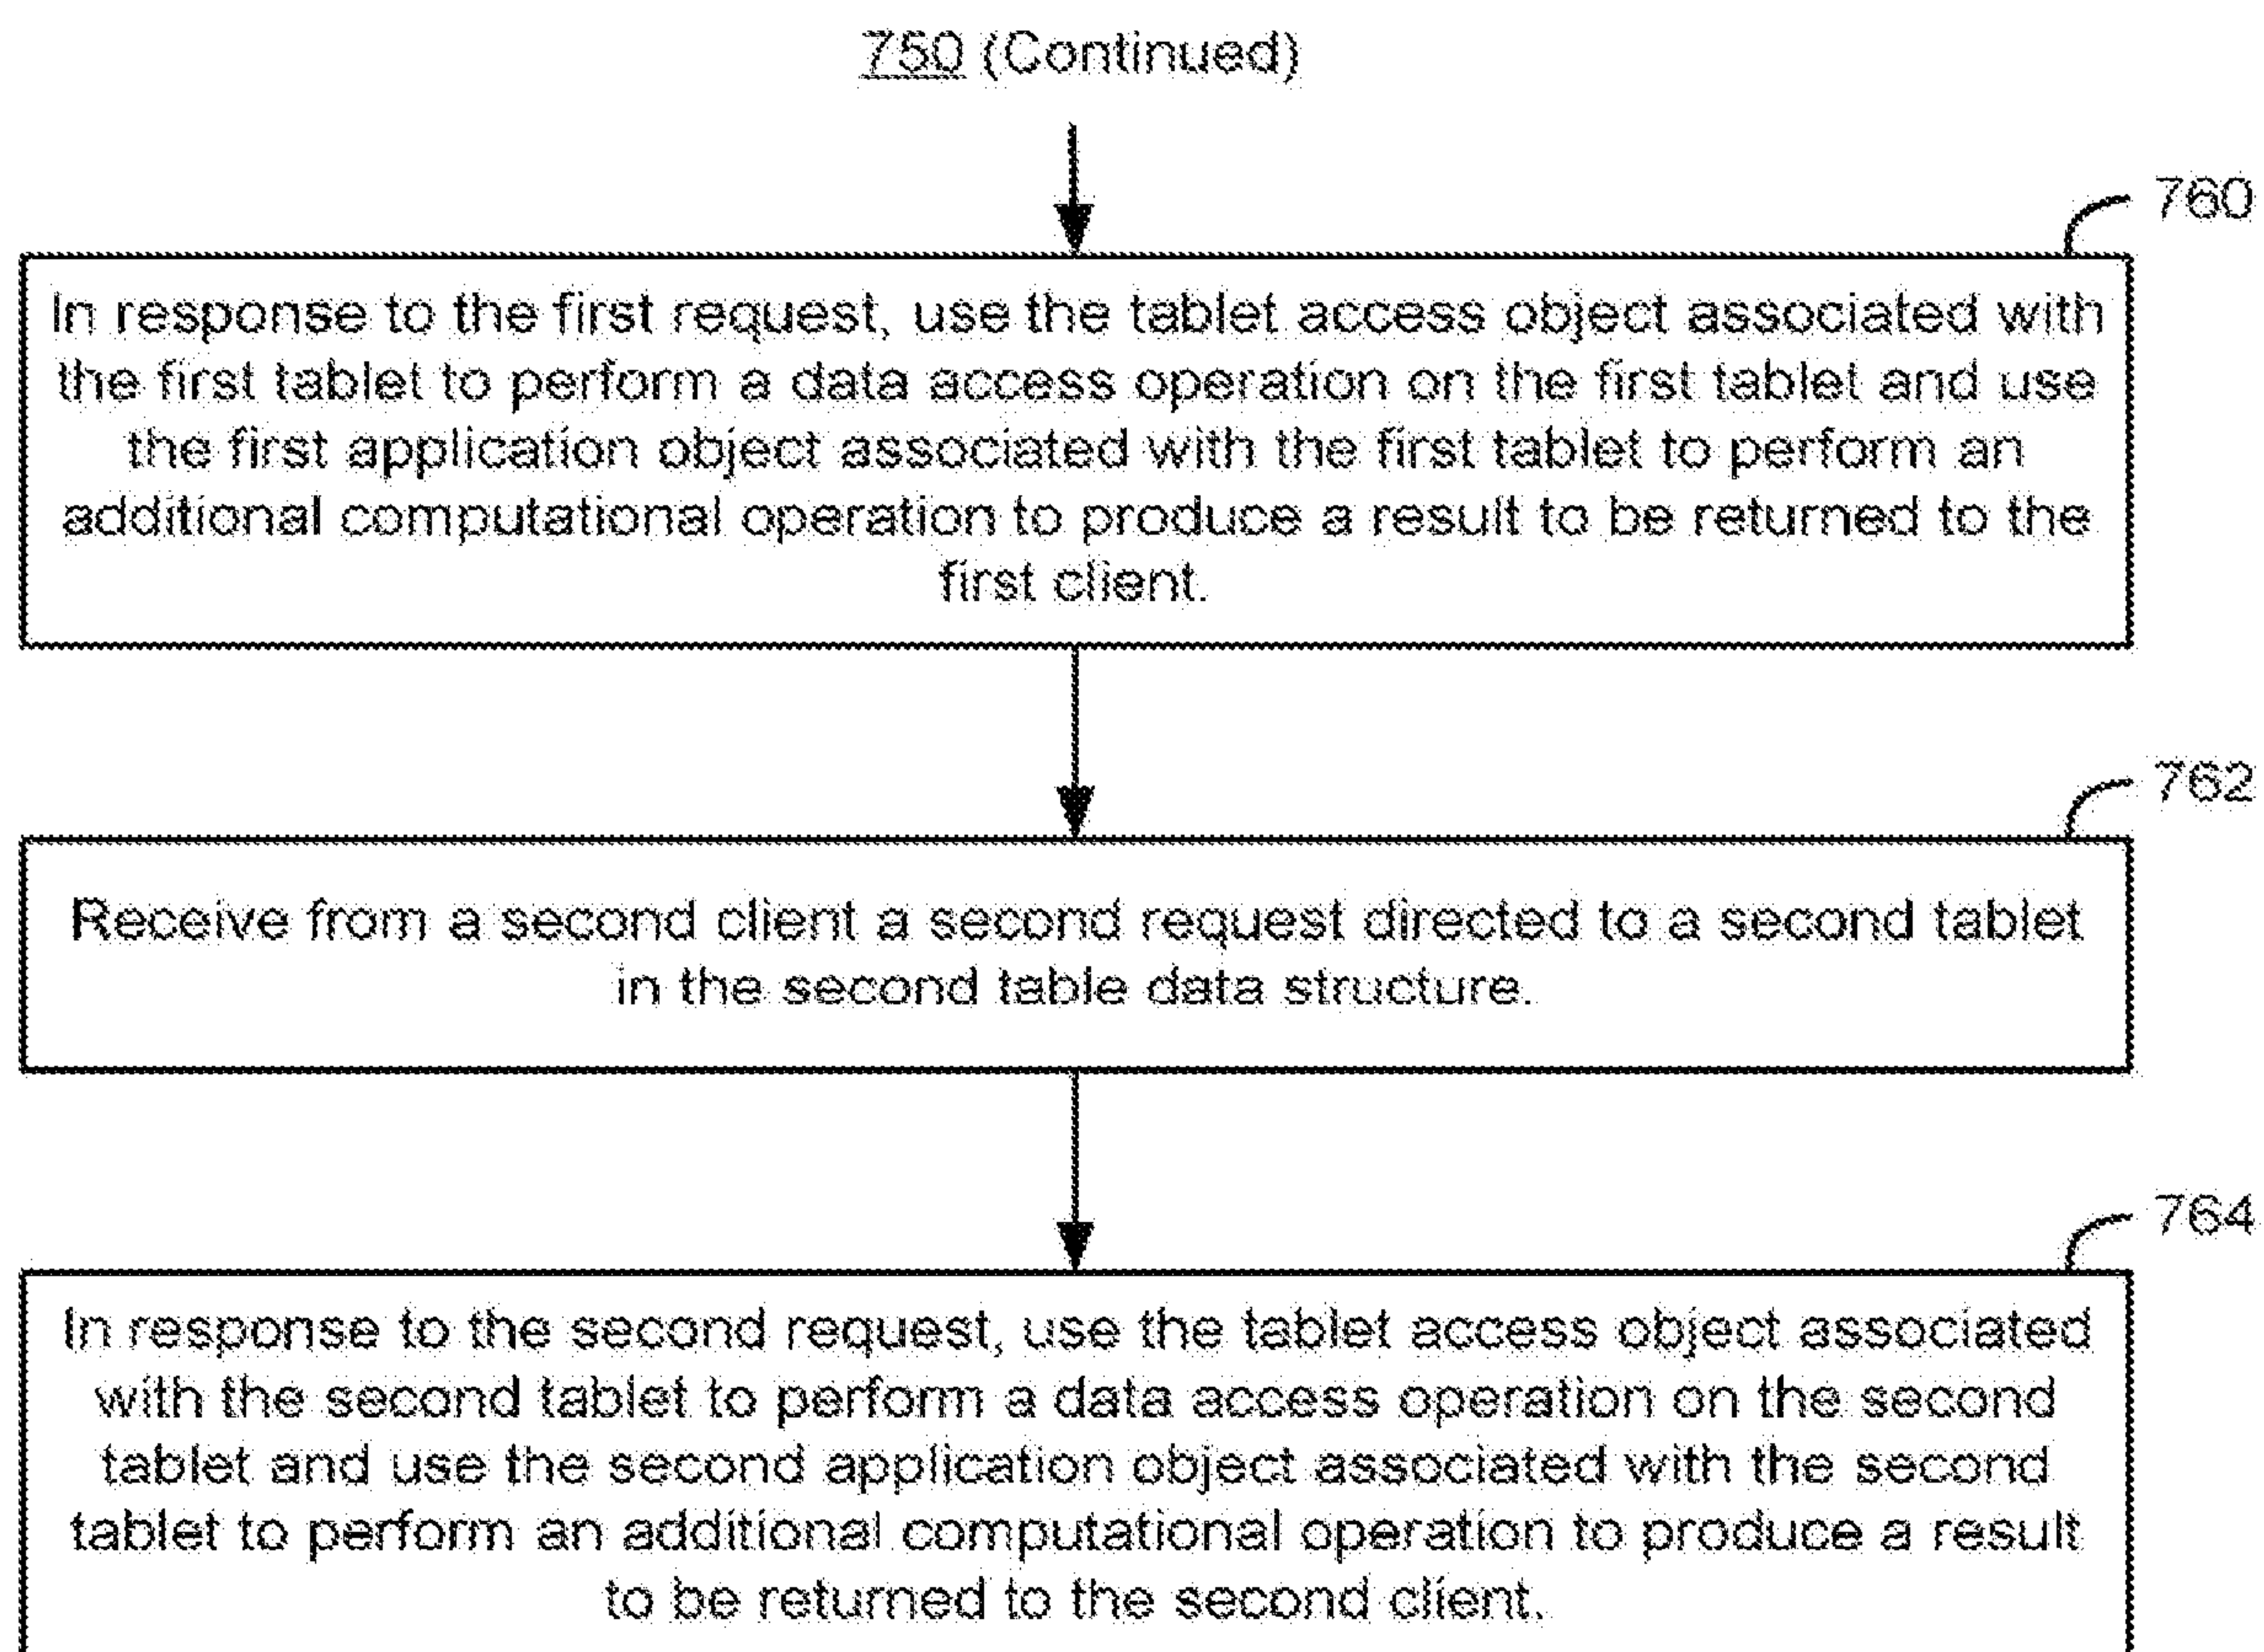 750 (Continued)
760
In response to the first request, use the tablet access object associated with
the first tablet to perform a data access operation on the first tablet and use
the first application object associated with the first tablet to perform an
additional computational operation to produce a result to be returned to the
first client.
762
Receive from a second client a second request directed to a second tablet
in the second table data structure.
764
In response to the second request, use the tablet access object associated
with the second tablet to perform a data access operation on the second
tablet and use the second application object associated with the second
tablet to perform an additional computational operation to produce a result
to be returned to the second client.